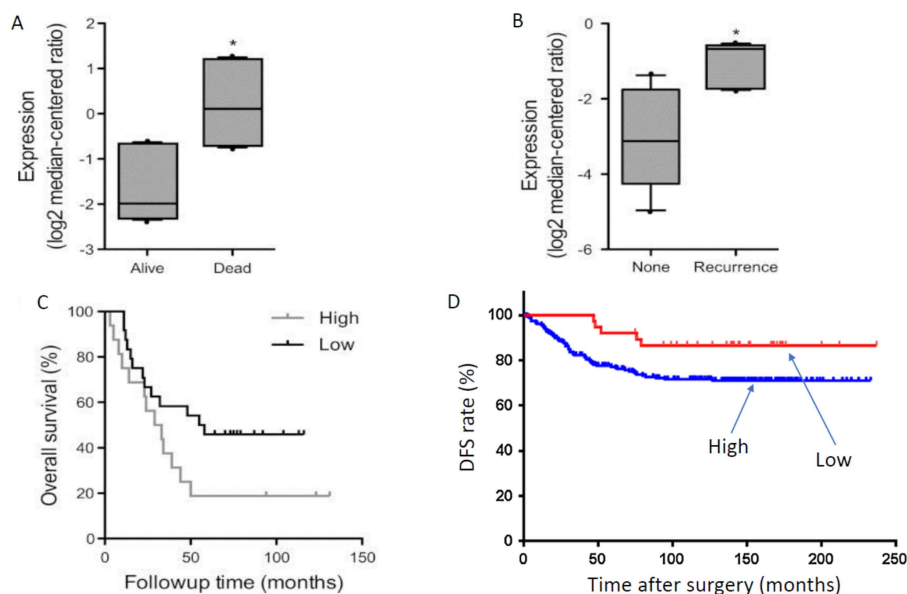 A
Expression
(log2 median-centered ratio)
2
1
0
-1
-2
-3
*
Alive
Dead
B
Expression
(log2 median-centered ratio)
0
-2
-4
-6
*
None
Recurrence
C
Overall survival (%)
100
80
60
40
20
0
High
Low
0
50
100
150
Followup time (months)
D
DFS rate (%)
100
80
60
40
20
0
High
Low
0
50
100
150
200
250
Time after surgery (months)